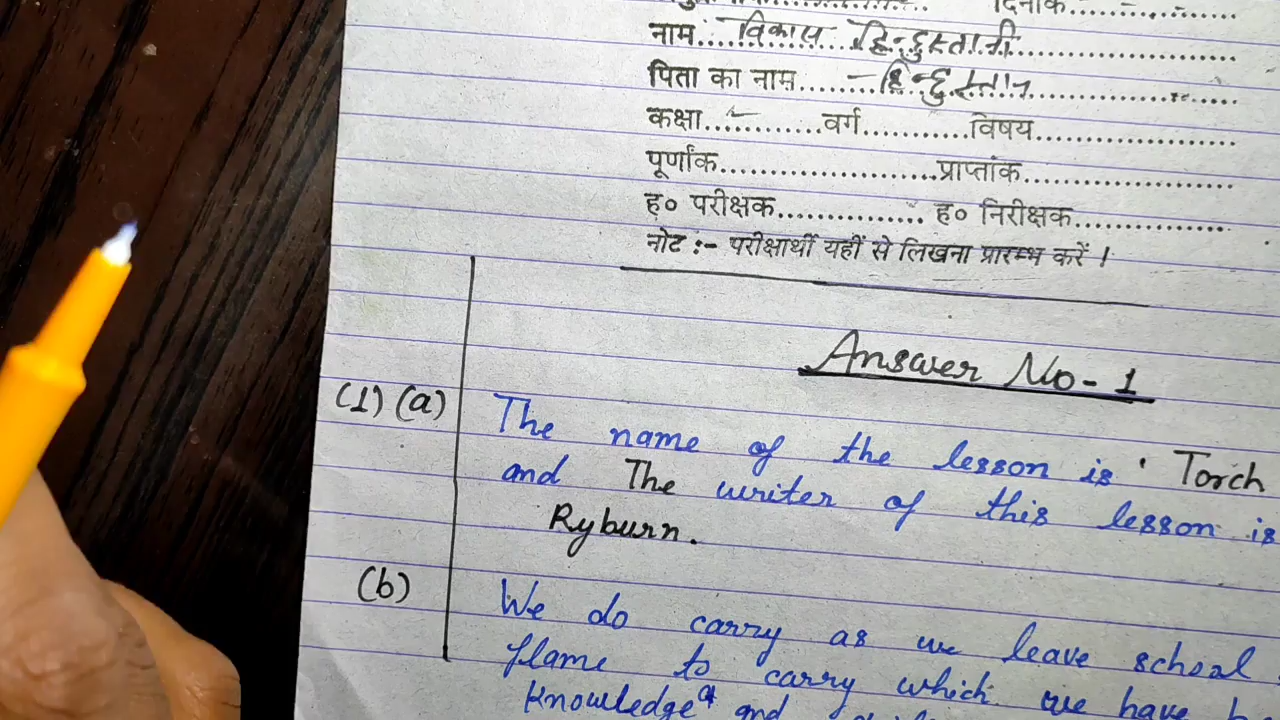 दिनांक..................
नाम....विकास हिन्दुस्तानी..................
पिता का नाम.......-हिन्दुस्तान..................
कक्षा............वर्ग...........विषय....................
पूर्णांक......................प्राप्तांक......................
ह० परीक्षक............... ह० निरीक्षक................
नोट :- परीक्षार्थी यहीं से लिखना प्रारम्भ करें ।
Answer No-1
(1) (a) The name of the lesson is ' Torch
and The writer of this lesson is
Ryburn.
(b) We do carry as we leave school
flame to carry which we have
knowledge and